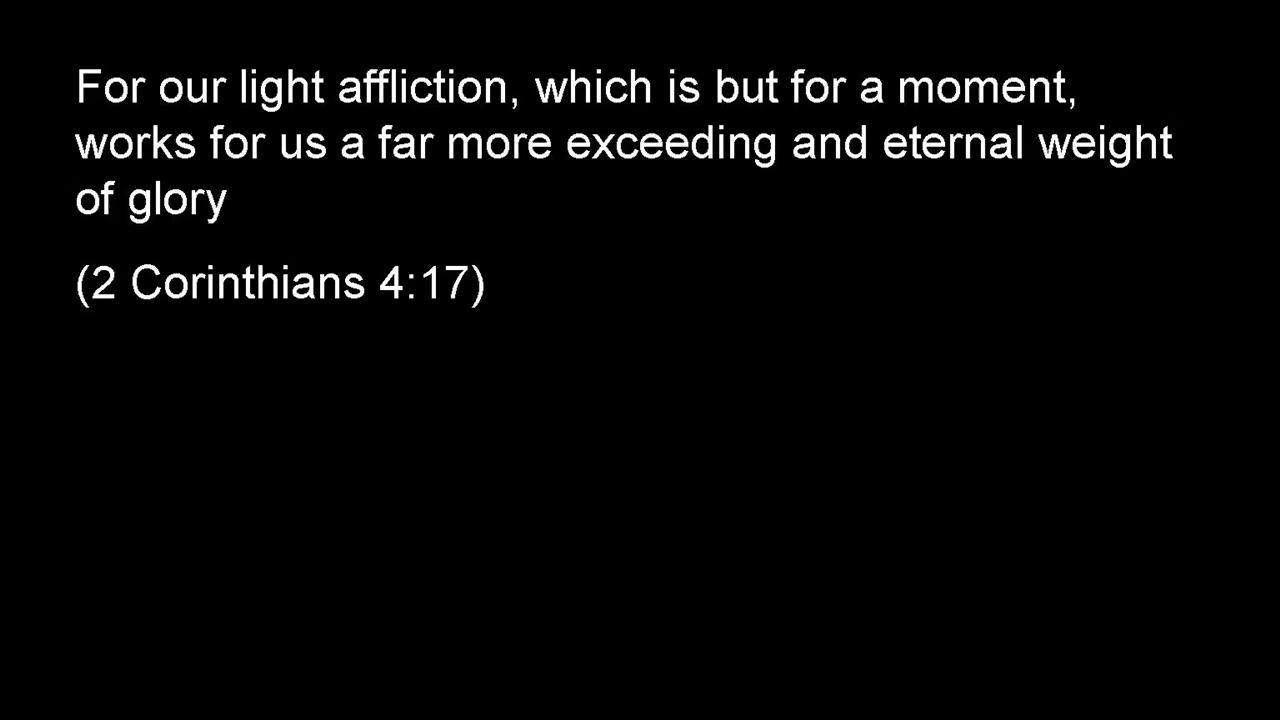 For our light affliction, which is but for a moment,
works for us a far more exceeding and eternal weight
of glory
(2 Corinthians 4:17)